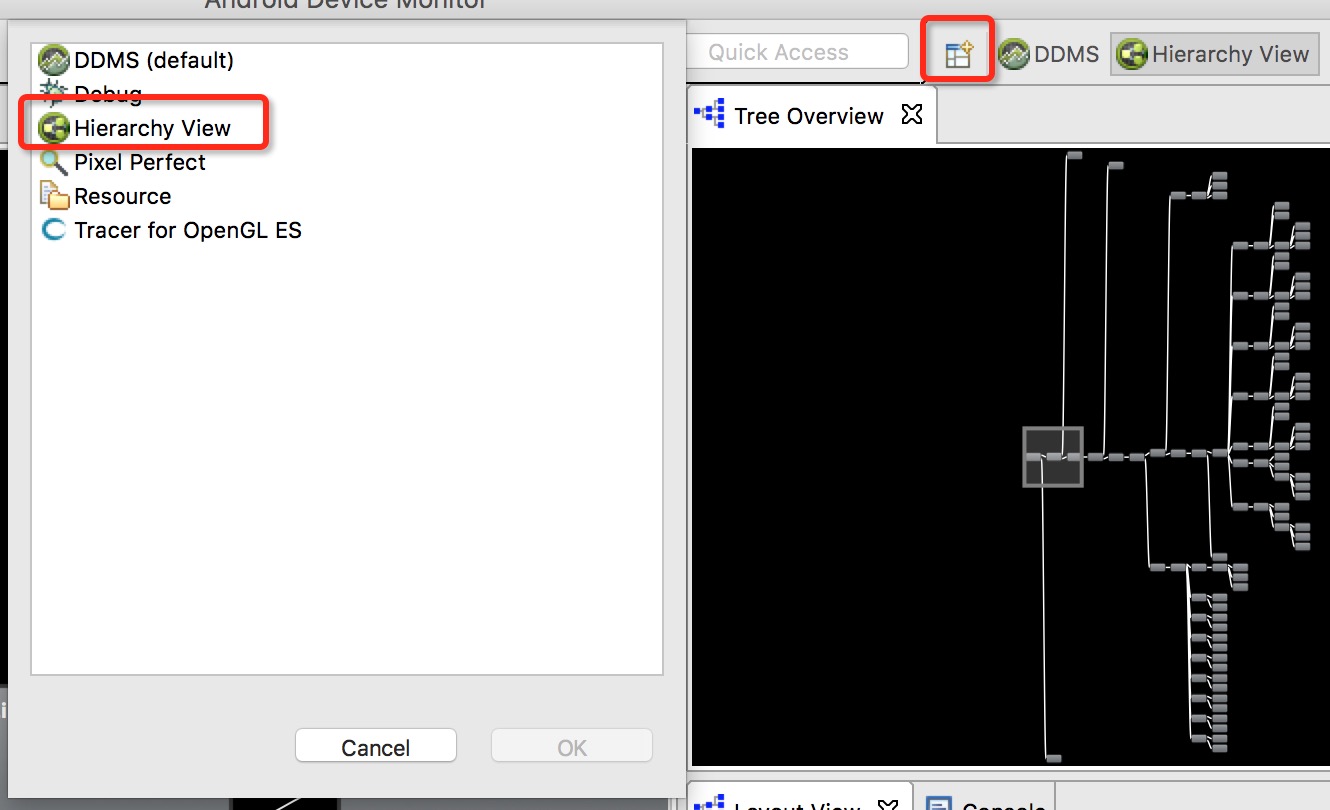 Android Device Monitor
DDMS (default)
Debug
Hierarchy View
Pixel Perfect
Resource
Tracer for OpenGL ES
Cancel
OK
Quick Access
DDMS
Hierarchy View
Tree Overview
Layout View
Console